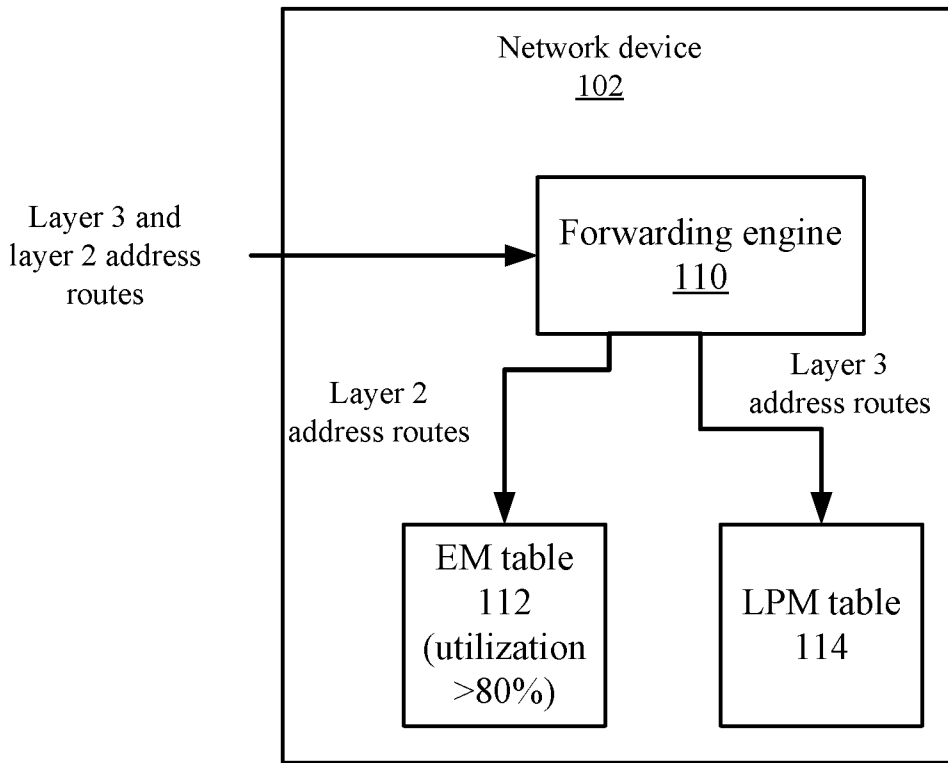 Network device
102
Layer 3 and
layer 2 address
routes
Forwarding engine
110
Layer 2
address routes
Layer 3
address routes
EM table
112
(utilization
>80%)
LPM table
114